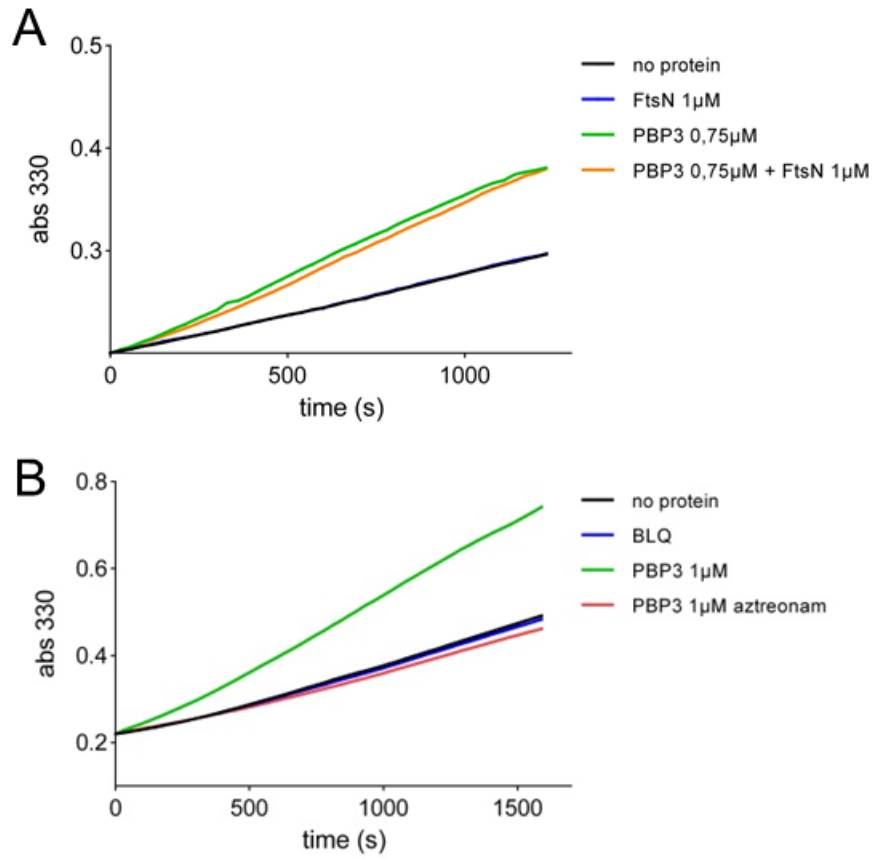 A
0.5
0.4
0.3
abs 330
0
500
1000
time (s)
no protein
FtsN 1µM
PBP3 0,75µM
PBP3 0,75µM + FtsN 1µM
B
0.8
0.6
0.4
0.2
abs 330
0
500
1000
1500
time (s)
no protein
BLQ
PBP3 1µM
PBP3 1µM aztreonam